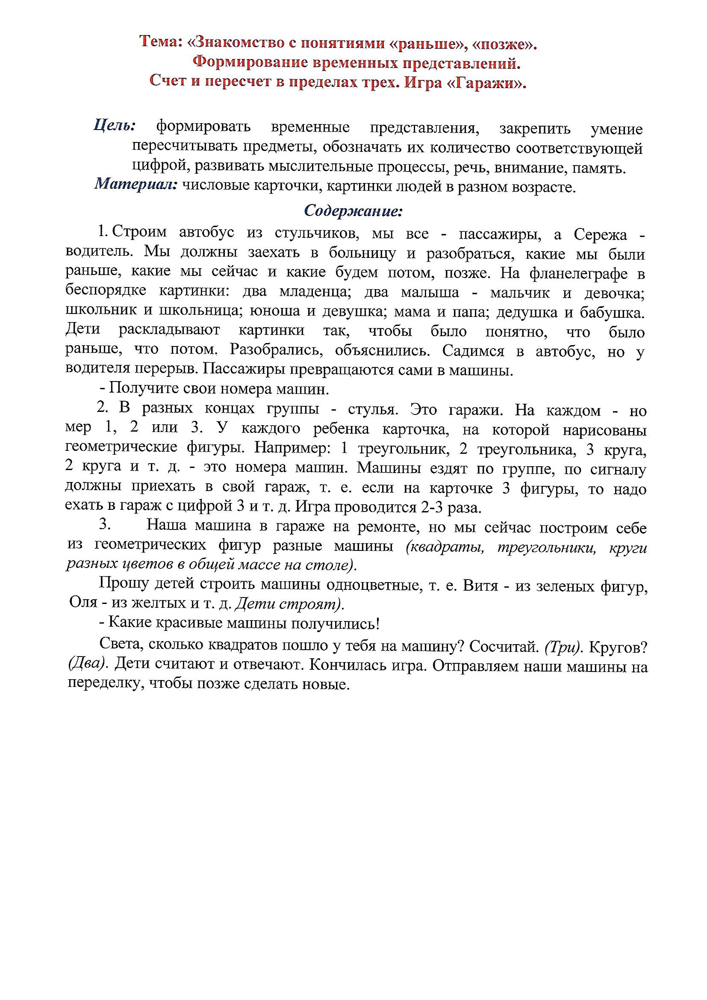 Тема: «Знакомство с понятиями «раньше», «позже».
Формирование временных представлений.
Счет и пересчет в пределах трех. Игра «Гаражи».
Цель: формировать временные представления, закрепить умение
пересчитывать предметы, обозначать их количество соответствующей
цифрой, развивать мыслительные процессы, речь, внимание, память.
Материал: числовые карточки, картинки людей в разном возрасте.
Содержание:
1. Строим автобус из стульчиков, мы все - пассажиры, а Сережа -
водитель. Мы должны заехать в больницу и разобраться, какие мы были
раньше, какие мы сейчас и какие будем потом, позже. На фланелеграфе в
беспорядке картинки: два младенца; два малыша - мальчик и девочка;
школьник и школьница; юноша и девушка; мама и папа; дедушка и бабушка.
Дети раскладывают картинки так, чтобы было понятно, что было
раньше, что потом. Разобрались, объяснились. Садимся в автобус, но у
водителя перерыв. Пассажиры превращаются сами в машины.
- Получите свои номера машин.
2. В разных концах группы - стулья. Это гаражи. На каждом - но
мер 1, 2 или 3. У каждого ребенка карточка, на которой нарисованы
геометрические фигуры. Например: 1 треугольник, 2 треугольника, 3 круга,
2 круга и т. д. - это номера машин. Машины ездят по группе, по сигналу
должны приехать в свой гараж, т. е. если на карточке 3 фигуры, то надо
ехать в гараж с цифрой 3 и т. д. Игра проводится 2-3 раза.
3. Наша машина в гараже на ремонте, но мы сейчас построим себе
из геометрических фигур разные машины (квадраты, треугольники, круги
разных цветов в общей массе на столе).
Прошу детей строить машины одноцветные, т. е. Витя - из зеленых фигур,
Оля - из желтых и т. д. Дети строят).
- Какие красивые машины получились!
Света, сколько квадратов пошло у тебя на машину? Сосчитай. (Три). Кругов?
(Два). Дети считают и отвечают. Кончилась игра. Отправляем наши машины на
переделку, чтобы позже сделать новые.